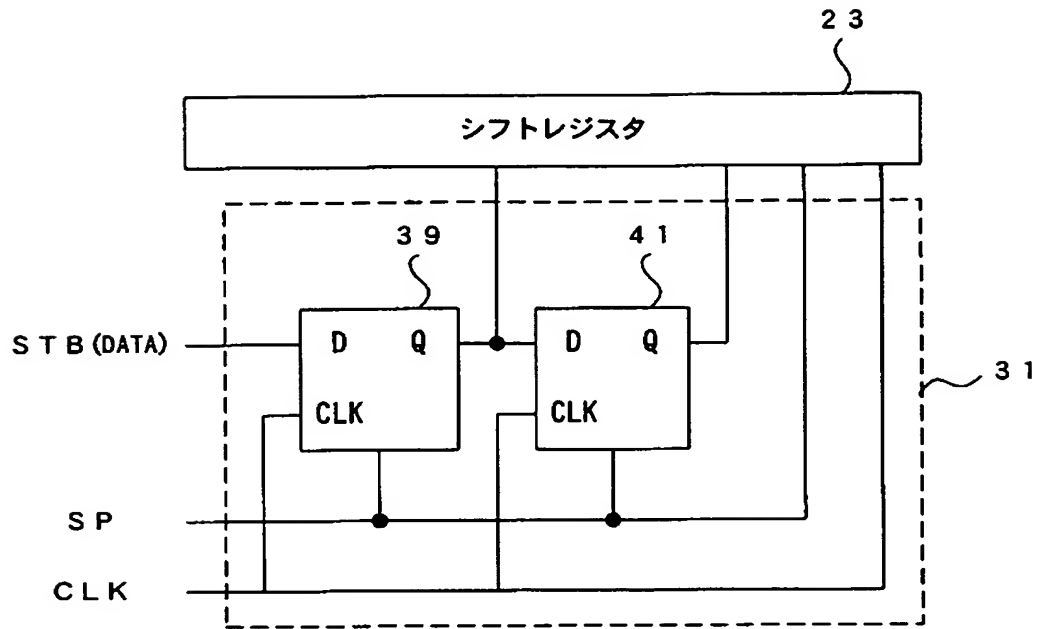 ２３
シフトレジスタ
３９
４１
ＳＴＢ(DATA)
D Q
D Q
３１
CLK
CLK
ＳＰ
ＣＬＫ